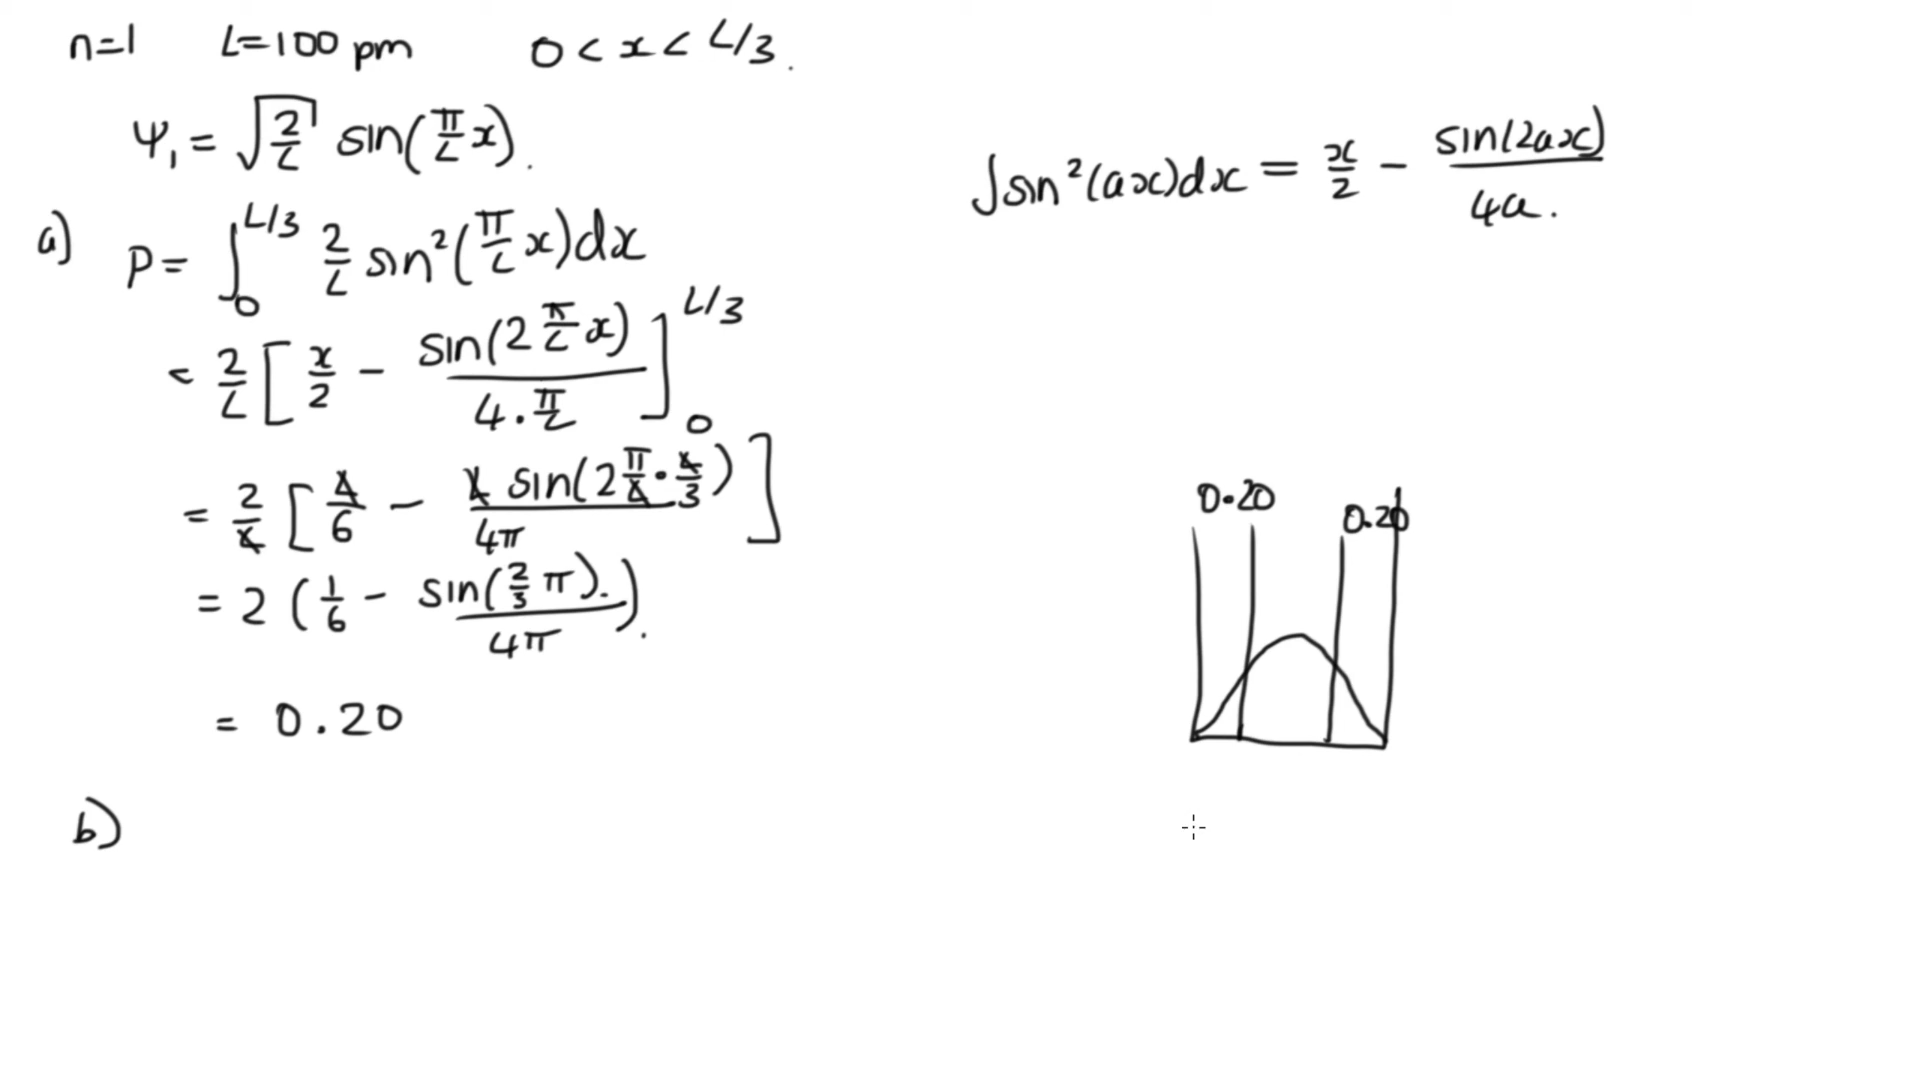 n=1 L=100 pm 0 < x < L/3.
Ψ₁ = √(2/L) sin(π/L x).
∫sin²(ax)dx = x/2 − sin(2ax)/4a.
a) P = ∫₀^(L/3) 2/L sin²(π/L x)dx
= 2/L [x/2 − sin(2 π/L x)/(4·π/L)]₀^(L/3)
= 2/L [L/6 − L sin(2 π/L · L/3)/4π]
= 2 (1/6 − sin(2/3 π)/4π).
= 0.20
0.20 0.20
b)